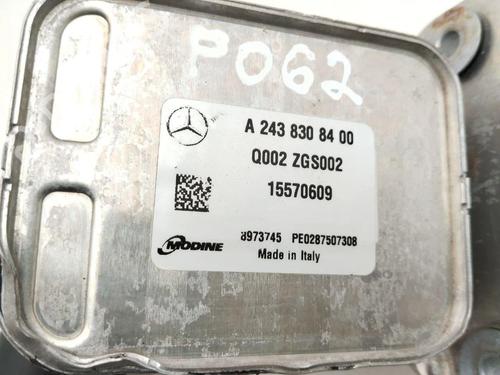 P062
A 243 830 84 00
Q002 ZGS002
15570609
8973745 PE0287507308
MODINE
Made in Italy